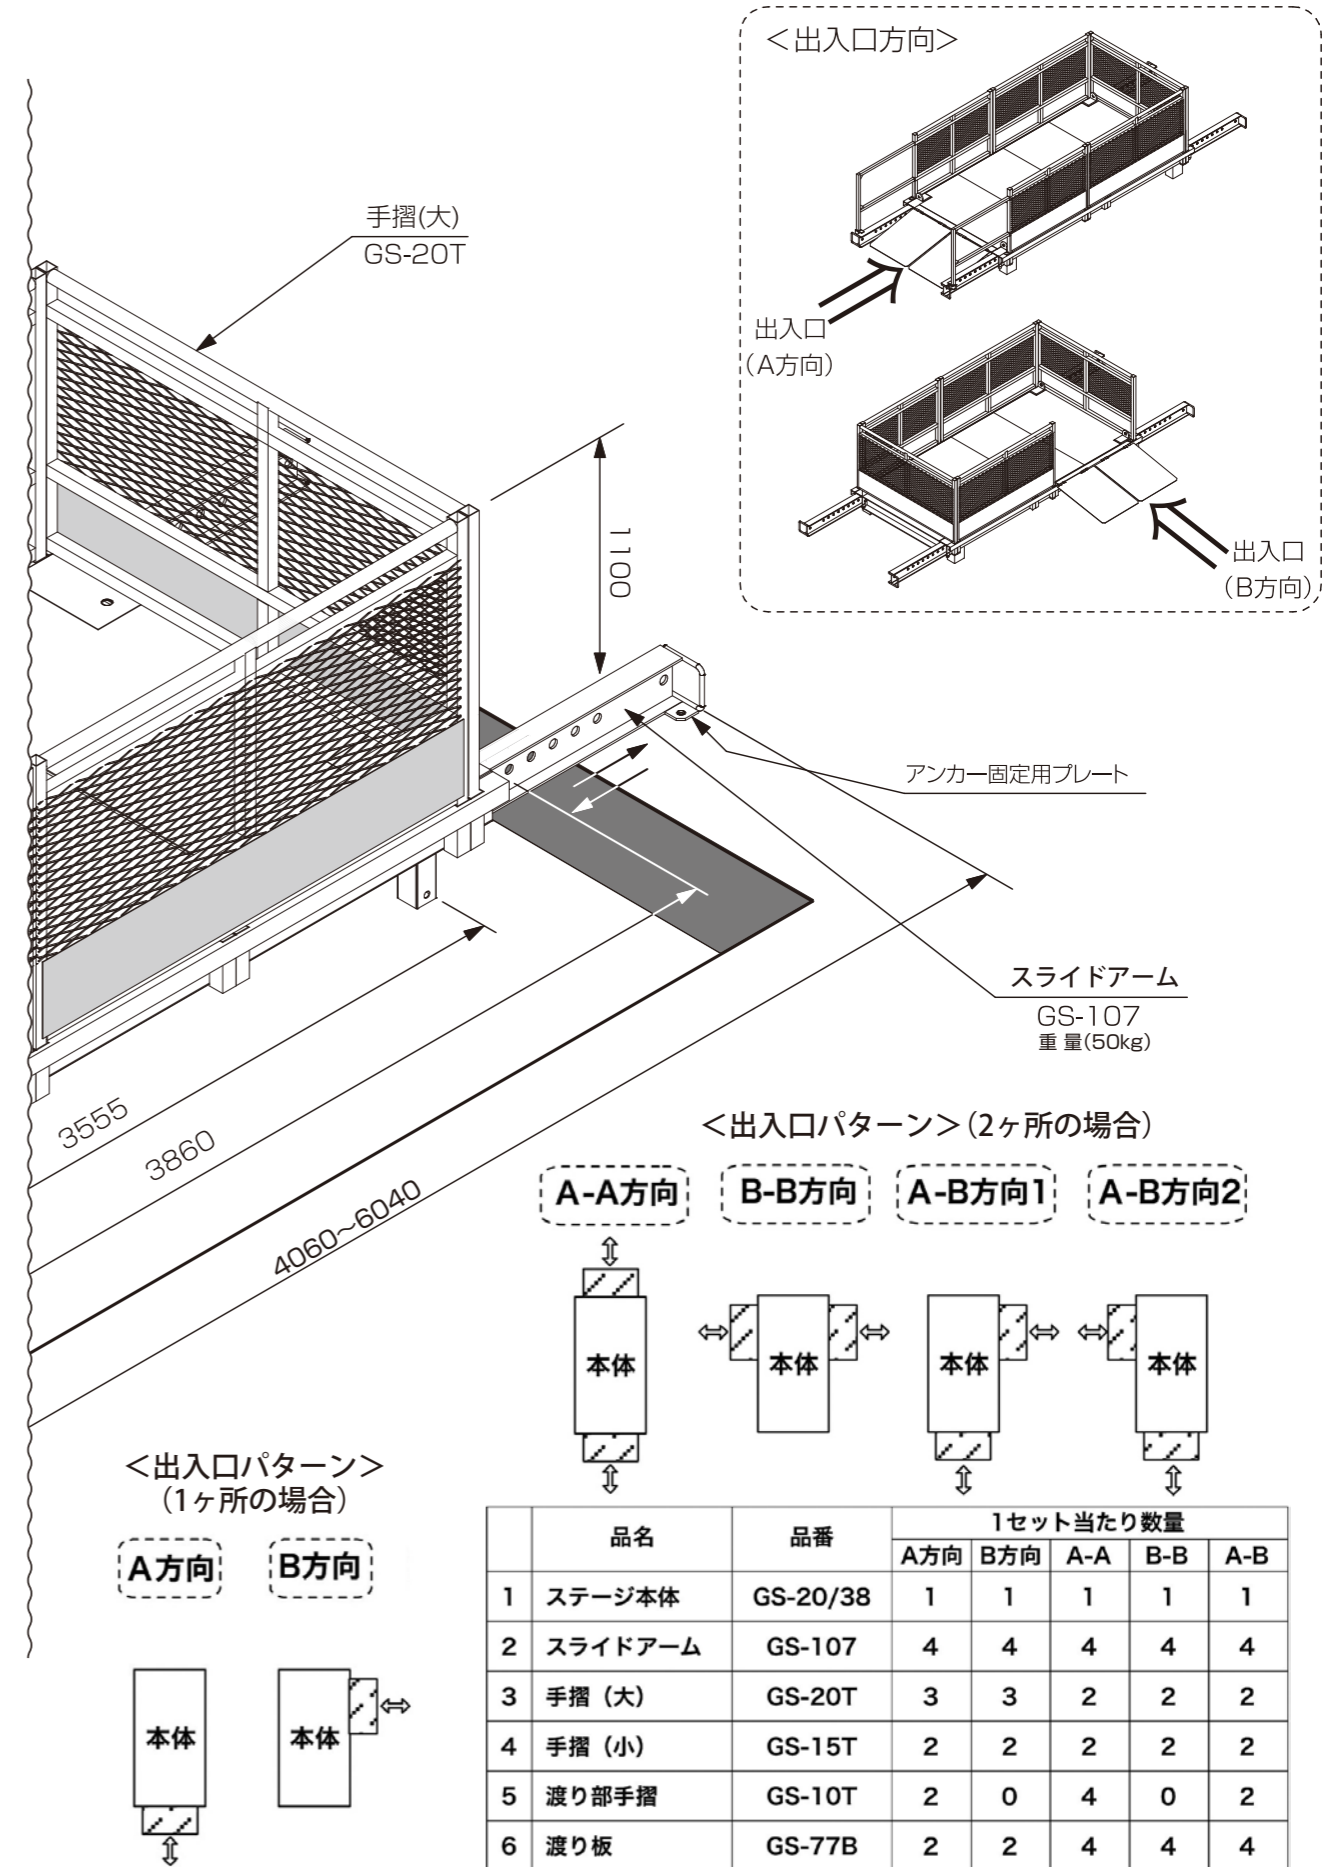 ＜出入口方向＞
出入口
（A方向）
出入口
（B方向）
手摺(大)
GS-20T
1100
アンカー固定用プレート
スライドアーム
GS-107
重 量(50kg)
3555
3860
4060〜6040
＜出入口パターン＞（2ヶ所の場合）
A-A方向 B-B方向 A-B方向1 A-B方向2
本体 本体 本体 本体
＜出入口パターン＞
（1ヶ所の場合）
A方向 B方向
本体 本体
品名 品番 1セット当たり数量
A方向 B方向 A-A B-B A-B
1 ステージ本体 GS-20/38 1 1 1 1 1
2 スライドアーム GS-107 4 4 4 4 4
3 手摺（大） GS-20T 3 3 2 2 2
4 手摺（小） GS-15T 2 2 2 2 2
5 渡り部手摺 GS-10T 2 0 4 0 2
6 渡り板 GS-77B 2 2 4 4 4